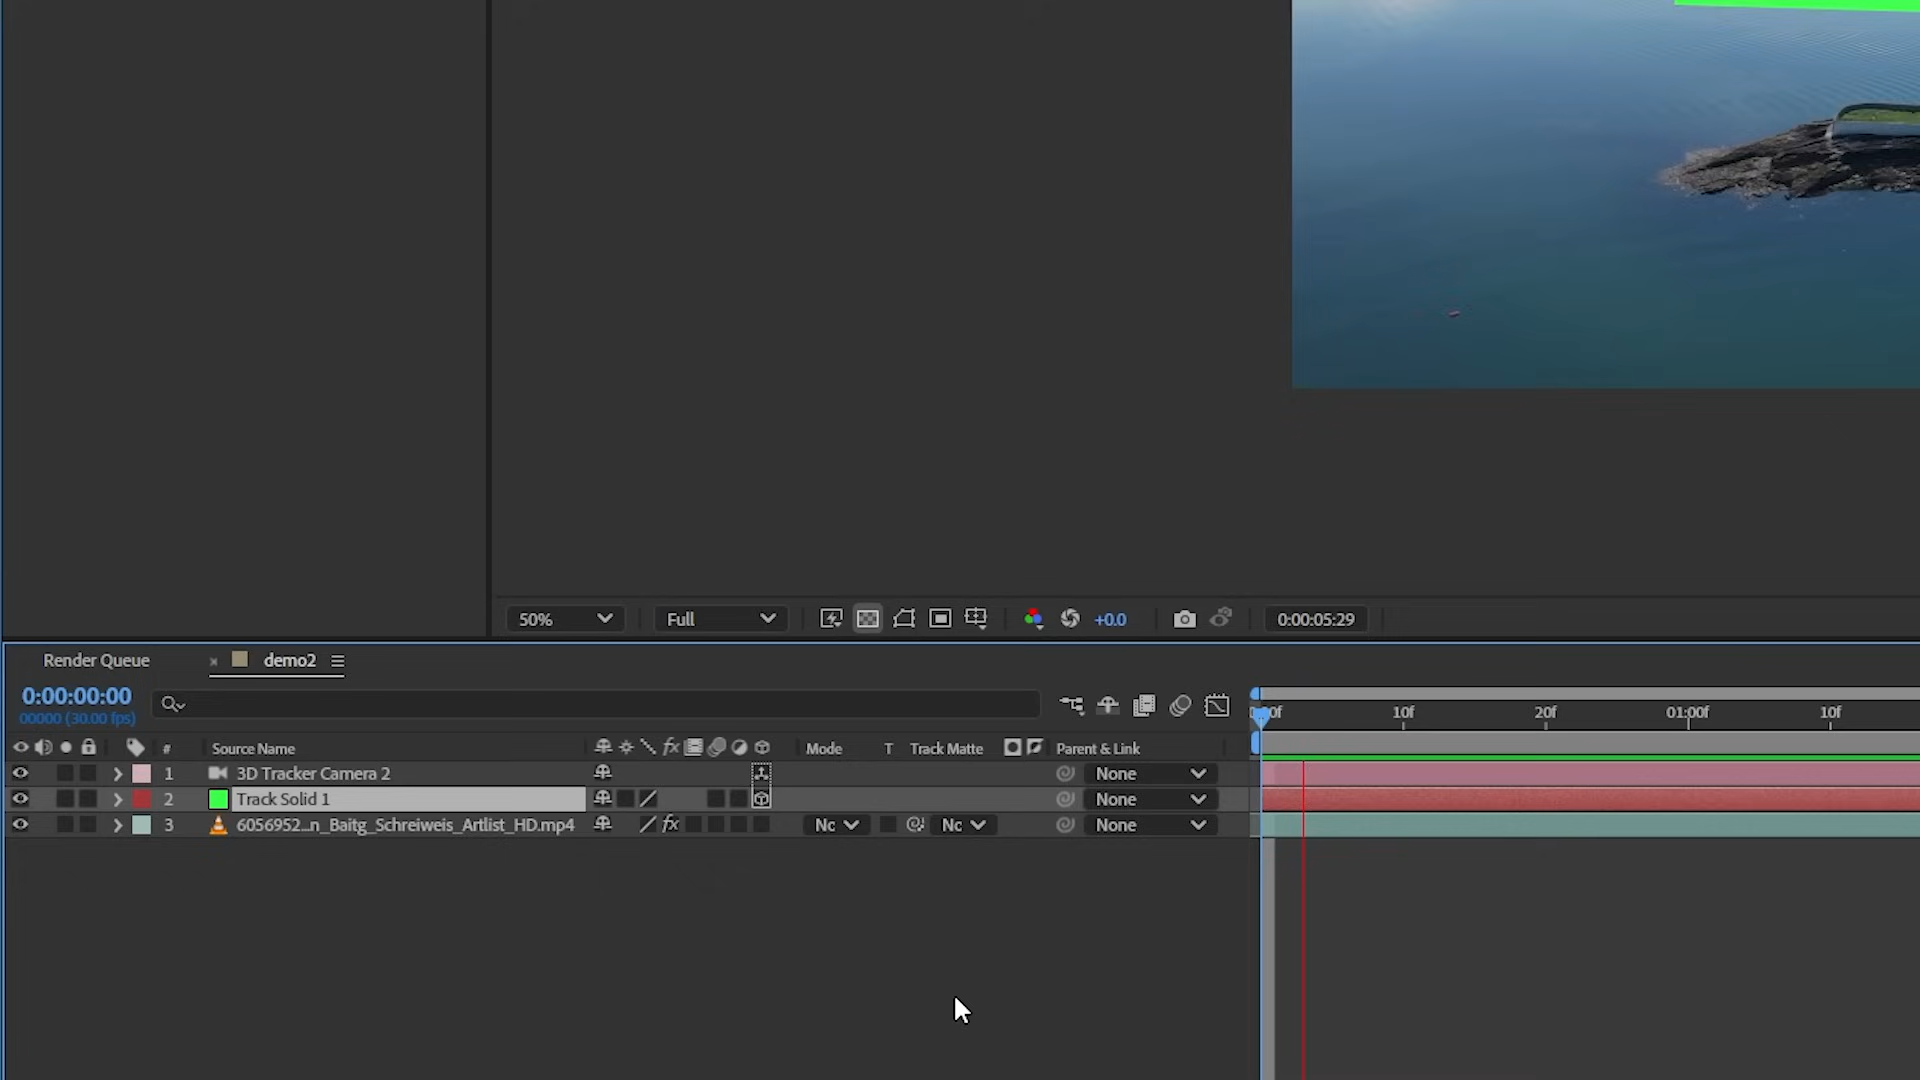 50% Full +0.0 0:00:05:29
Render Queue × demo2
0:00:00:00
00000 (30.00 fps)
10f 20f 01:00f 10f
# Source Name fx Mode T Track Matte Parent & Link
1 3D Tracker Camera 2 None
2 Track Solid 1 None
3 6056952...n_Baitg_Schreiweis_Artlist_HD.mp4 fx Nc Nc None